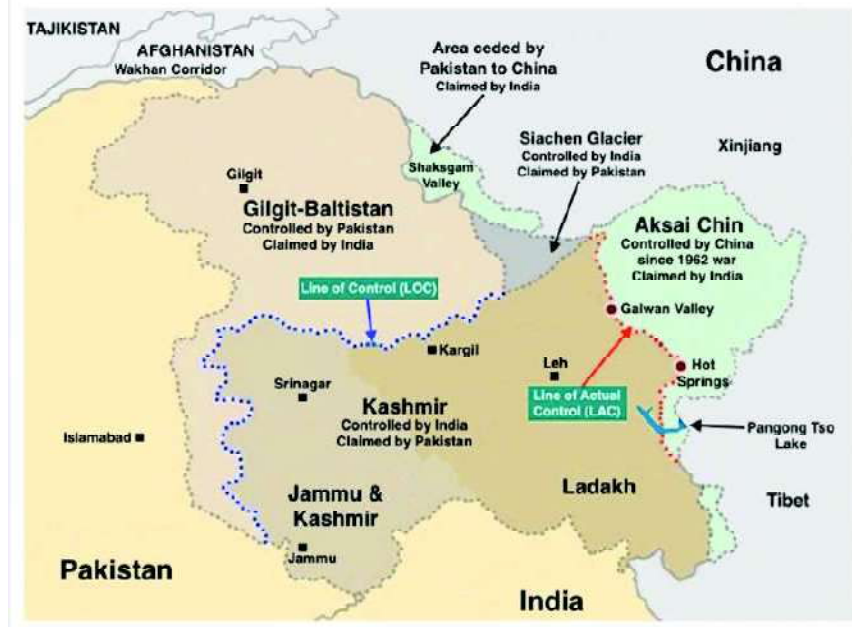 TAJIKISTAN
AFGHANISTAN
Wakhan Corridor
Area ceded by
Pakistan to China
Claimed by India
China
Siachen Glacier
Controlled by India
Claimed by Pakistan
Xinjiang
Shaksgam
Valley
Gilgit
Gilgit-Baltistan
Controlled by Pakistan
Claimed by India
Aksai Chin
Controlled by China
since 1962 war
Claimed by India
Line of Control (LOC)
Galwan Valley
Kargil
Leh
Hot
Springs
Srinagar
Line of Actual
Control (LAC)
Kashmir
Controlled by India
Claimed by Pakistan
Islamabad
Pangong Tso
Lake
Ladakh
Jammu &
Kashmir
Tibet
Jammu
Pakistan
India